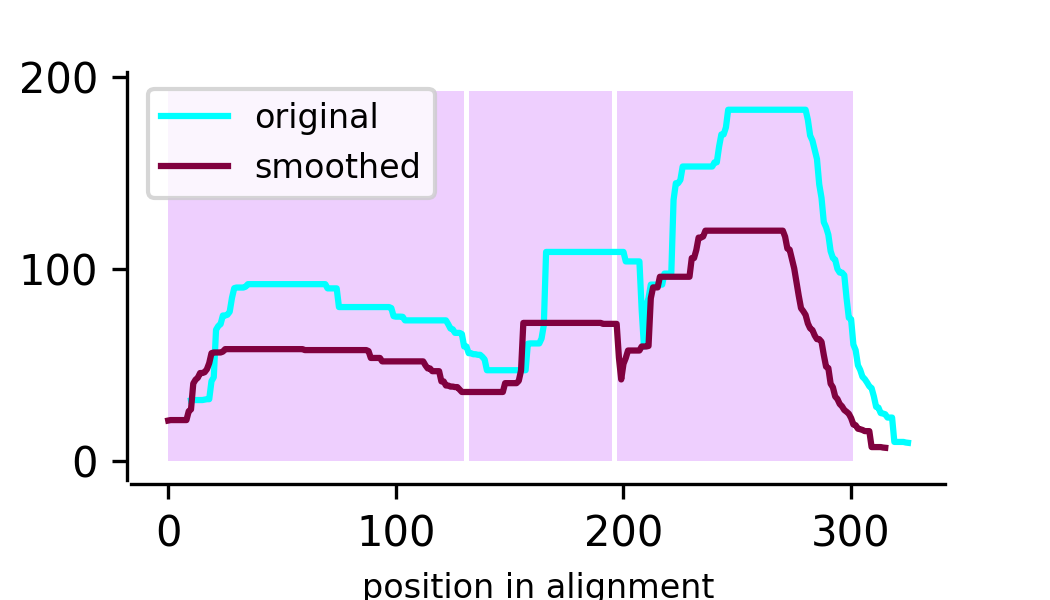 200
100
0
original
smoothed
0 100 200 300
position in alignment